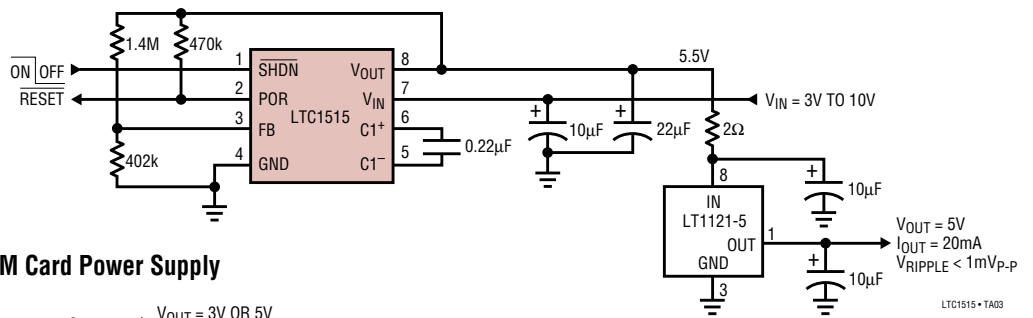 1.4M
470k
5.5V
ON OFF
1
SHDN
VOUT
8
RESET
2
POR
VIN
7
VIN = 3V TO 10V
LTC1515
3
FB
C1+
6
10µF
22µF
2Ω
402k
4
GND
C1–
5
0.22µF
8
10µF
IN
LT1121-5
OUT
1
GND
3
10µF
VOUT = 5V
IOUT = 20mA
VRIPPLE < 1mVP-P
LTC1515 • TA03
M Card Power Supply
VOUT = 3V OR 5V